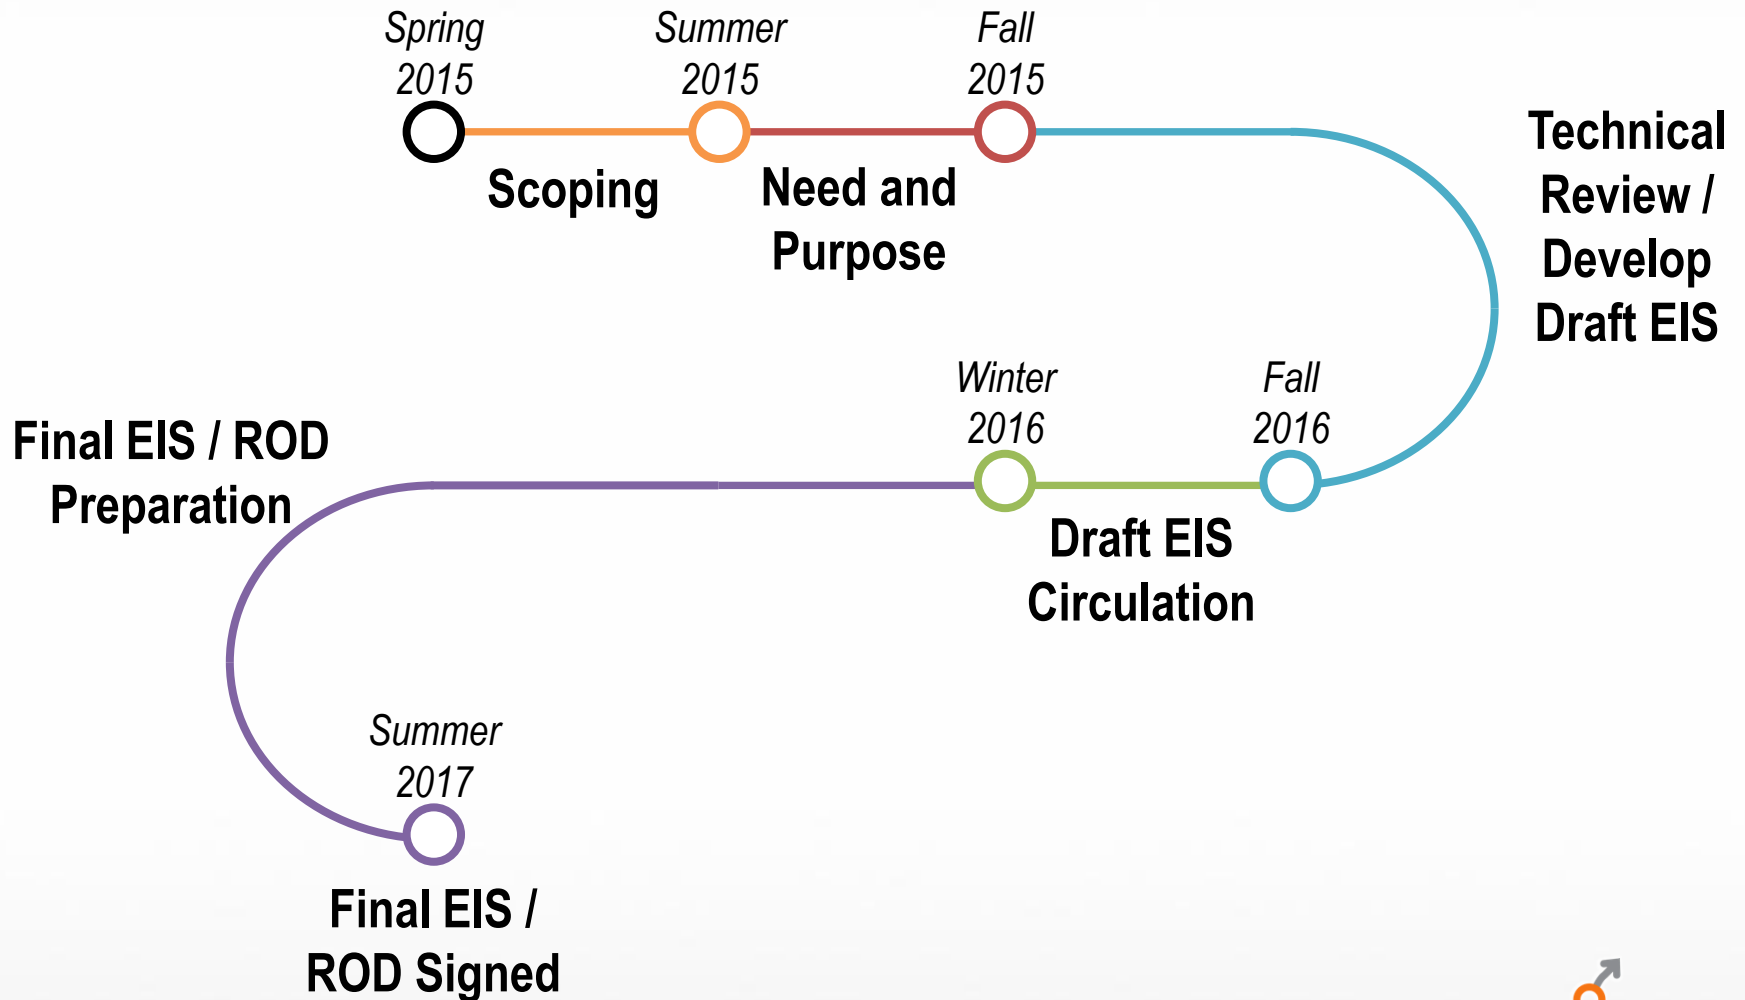 Spring
2015
Summer
2015
Fall
2015
Scoping
Need and
Purpose
Technical
Review /
Develop
Draft EIS
Fall
2016
Winter
2016
Draft EIS
Circulation
Final EIS / ROD
Preparation
Summer
2017
Final EIS /
ROD Signed